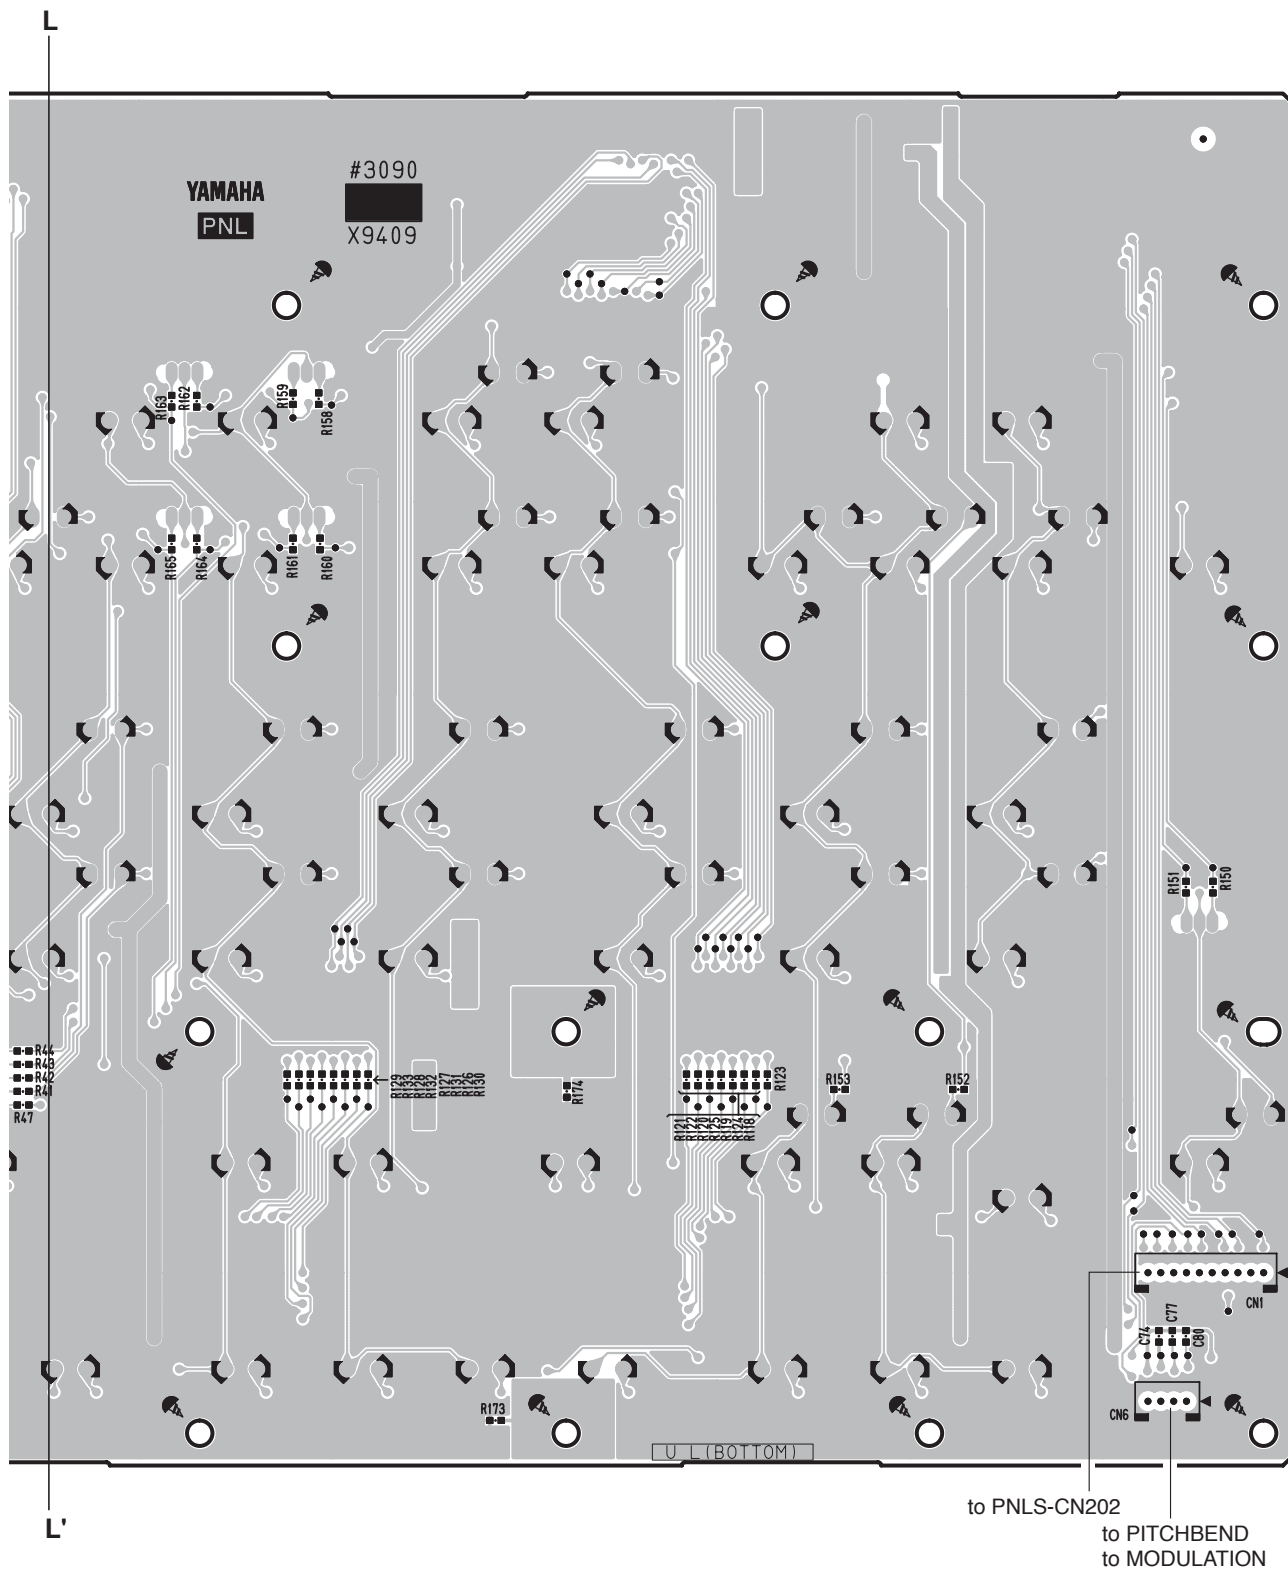 L
#3090
YAMAHA
PNL
X9409
R163
R162
R159
R158
R165
R164
R161
R160
R151
R150
R44
R43
R42
R41
R47
R129
R133
R128
R132
R127
R131
R126
R130
R174
R123
R121
R122
R120
R125
R119
R124
R118
R153
R152
CN1
C74
C77
C80
CN6
R173
U L(BOTTOM)
to PNLS-CN202
L'
to PITCHBEND
to MODULATION